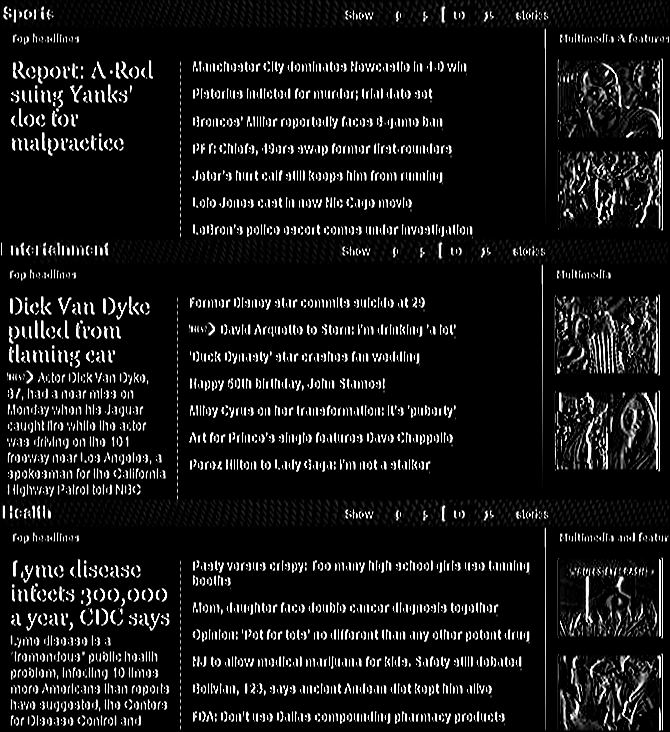 Sports
Show 5 10 15 stories
Top headlines
Multimedia & features
Report: A-Rod
suing Yanks'
doc for
malpractice
Manchester City dominates Newcastle in 4-0 win
Pistorius indicted for murder; trial date set
Broncos' Miller reportedly faces 6-game ban
PFT: Chiefs, 49ers swap former first-rounders
Jeter's hurt calf still keeps him from running
Lolo Jones cast in new Nic Cage movie
LeBron's police escort comes under investigation
Entertainment
Show 5 10 15 stories
Top headlines
Multimedia
Dick Van Dyke
pulled from
flaming car
Actor Dick Van Dyke,
87, had a near miss on
Monday when his Jaguar
caught fire while the actor
was driving on the 101
freeway near Los Angeles, a
spokesman for the California
Highway Patrol told NBC
Former Disney star commits suicide at 29
David Arquette to Stern: I'm drinking 'a lot'
'Duck Dynasty' star crashes fan wedding
Happy 50th birthday, John Stamos!
Miley Cyrus on her transformation: It's 'puberty'
Art for Prince's single features Dave Chappelle
Perez Hilton to Lady Gaga: I'm not a stalker
Health
Show 5 10 15 stories
Top headlines
Multimedia and featur
Lyme disease
infects 300,000
a year, CDC says
Lyme disease is a
"tremendous" public health
problem, infecting 10 times
more Americans than reports
have suggested, the Centers
for Disease Control and
Pasty versus crispy: Too many high school girls use tanning
booths
Mom, daughter face double cancer diagnosis together
Opinion: 'Pot for tots' no different than any other potent drug
NJ to allow medical marijuana for kids. Safety still debated
Bolivian, 123, says ancient Andean diet kept him alive
FDA: Don't use Dallas compounding pharmacy products